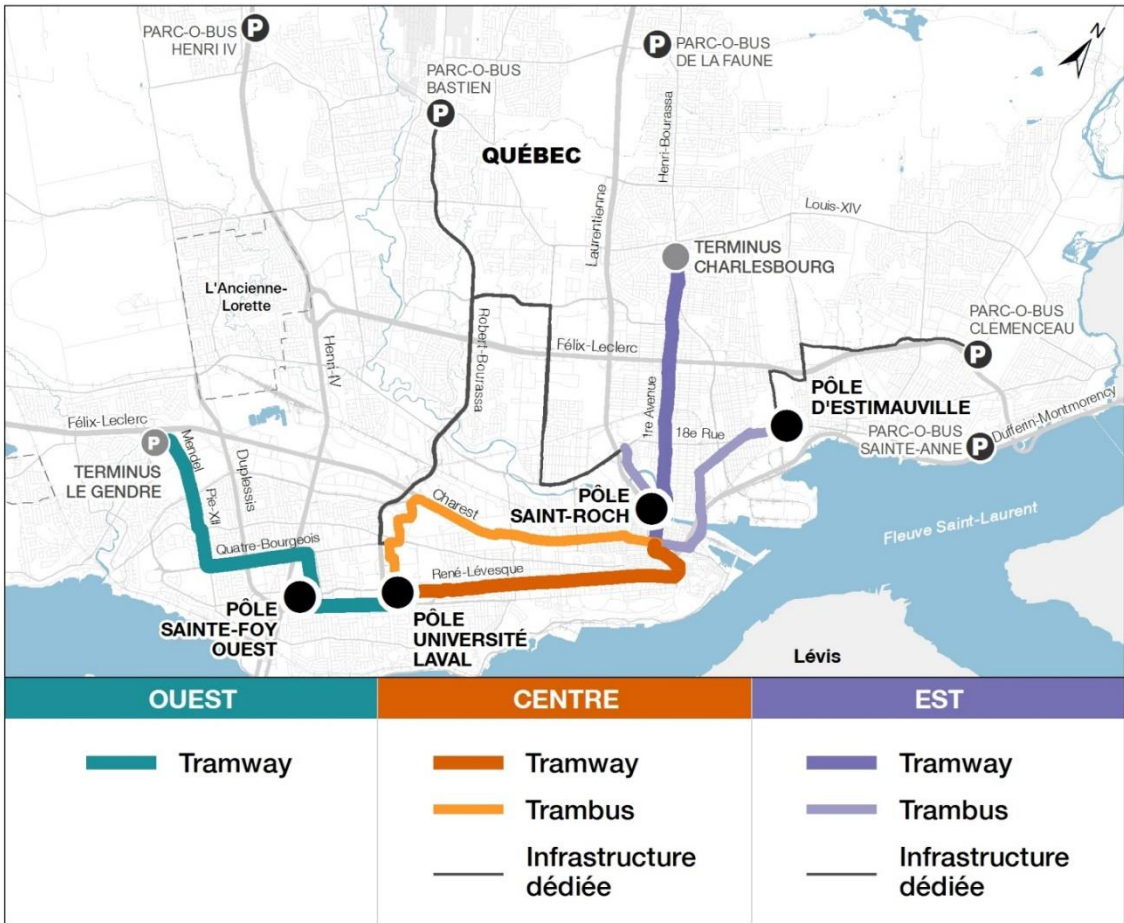 PARC-O-BUS
HENRI IV
P
P
PARC-O-BUS
DE LA FAUNE
N
PARC-O-BUS
BASTIEN
P
QUÉBEC
Henri-Bourassa
Laurentienne
Louis-XIV
TERMINUS
CHARLESBOURG
L'Ancienne-
Lorette
Robert-Bourassa
Henri-IV
Félix-Leclerc
PARC-O-BUS
CLEMENCEAU
P
1re Avenue
18e Rue
PÔLE
D'ESTIMAUVILLE
Félix-Leclerc
P
TERMINUS
LE GENDRE
Mendel
Pie-XII
Duplessis
PARC-O-BUS
SAINTE-ANNE
P
Dufferin-Montmorency
PÔLE
SAINT-ROCH
Charest
Quatre-Bourgeois
Fleuve Saint-Laurent
René-Lévesque
PÔLE
SAINTE-FOY
OUEST
PÔLE
UNIVERSITÉ
LAVAL
Lévis
OUEST
CENTRE
EST
Tramway
Tramway
Trambus
Infrastructure
dédiée
Tramway
Trambus
Infrastructure
dédiée